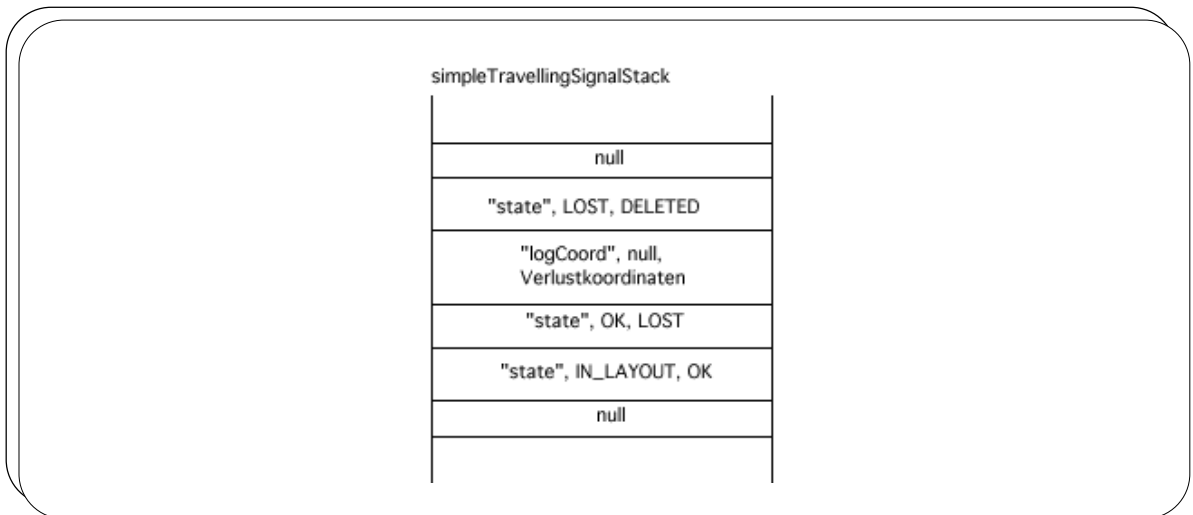 simpleTravellingSignalStack
null
"state", LOST, DELETED
"logCoord", null,
Verlustkoordinaten
"state", OK, LOST
"state", IN_LAYOUT, OK
null